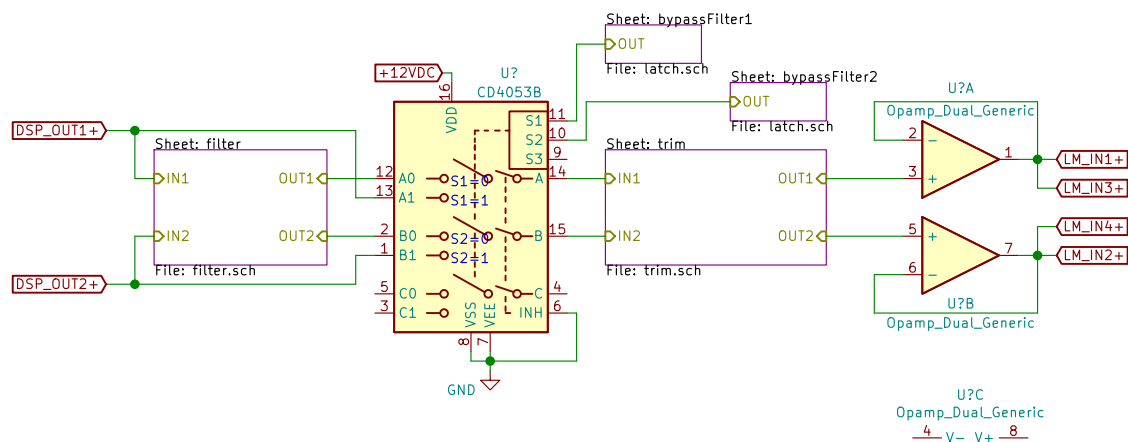 Sheet: bypassFilter1
OUT
File: latch.sch
+12VDC
U?
CD4053B
Sheet: bypassFilter2
OUT
File: latch.sch
16
VDD
S1 11
S2 10
S3 9
U?A
Opamp_Dual_Generic
2 −
1
3 +
LM_IN1+
LM_IN3+
DSP_OUT1+
Sheet: filter
IN1 OUT1
IN2 OUT2
File: filter.sch
DSP_OUT2+
12 A0
13 A1
S1=0
S1=1
A 14
2 B0
1 B1
S2=0
S2=1
B 15
5 C0
3 C1
C 4
INH 6
VSS VEE
8 7
GND
Sheet: trim
IN1 OUT1
IN2 OUT2
File: trim.sch
5 +
7
6 −
LM_IN4+
LM_IN2+
U?B
Opamp_Dual_Generic
U?C
Opamp_Dual_Generic
4 V− V+ 8